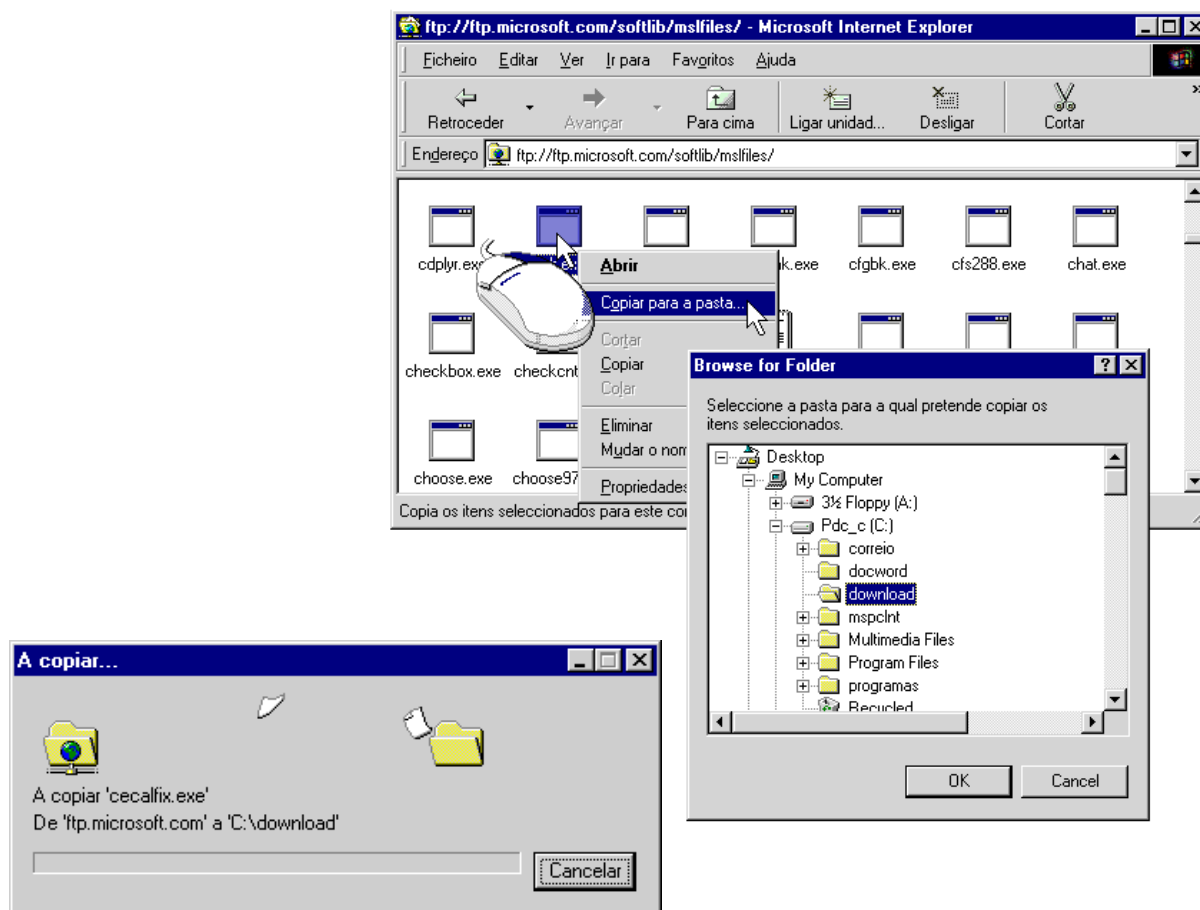 ftp://ftp.microsoft.com/softlib/mslfiles/ - Microsoft Internet Explorer
Ficheiro Editar Ver Ir para Favoritos Ajuda
Retroceder Avançar Para cima Ligar unidad... Desligar Cortar
Endereço ftp://ftp.microsoft.com/softlib/mslfiles/
cdplyr.exe k.exe cfgbk.exe cfs288.exe chat.exe
Abrir
Copiar para a pasta...
Cortar
Copiar
Colar
Eliminar
Mudar o nom
Propriedades
checkbox.exe checkcnt
choose.exe choose97
Copia os itens seleccionados para este co
Browse for Folder
Seleccione a pasta para a qual pretende copiar os
itens seleccionados.
Desktop
My Computer
3½ Floppy (A:)
Pdc_c (C:)
correio
docword
download
mspclnt
Multimedia Files
Program Files
programas
Recycled
OK Cancel
A copiar...
A copiar 'cecalfix.exe'
De 'ftp.microsoft.com' a 'C:\download'
Cancelar